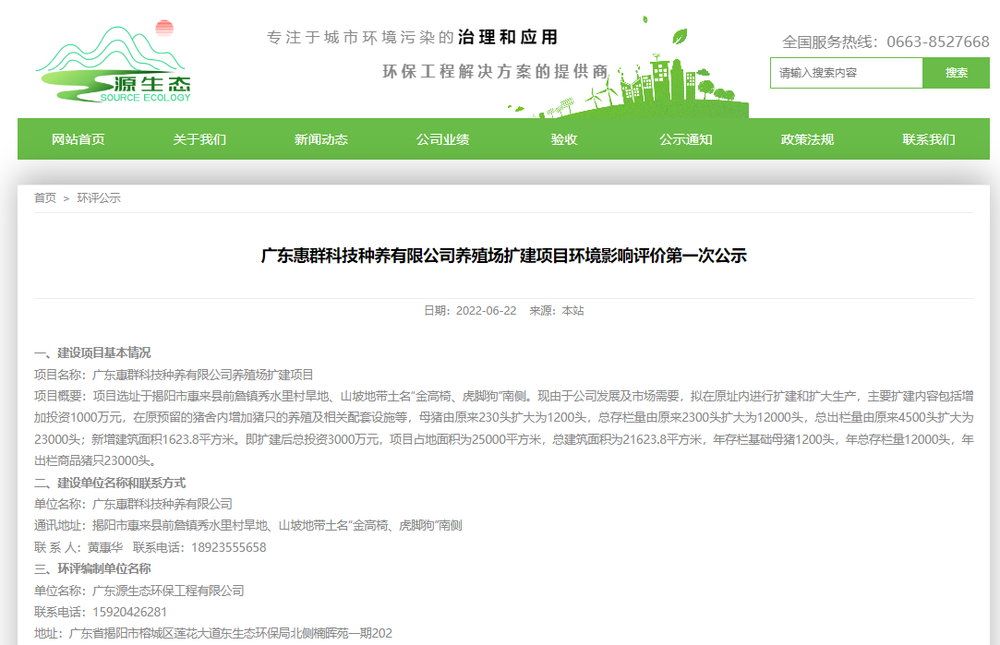 源生态
SOURCE ECOLOGY
专注于城市环境污染的治理和应用
环保工程解决方案的提供商
全国服务热线：0663-8527668
请输入搜索内容
搜索
网站首页 关于我们 新闻动态 公司业绩 验收 公示通知 政策法规 联系我们
首页 > 环评公示
广东惠群科技种养有限公司养殖场扩建项目环境影响评价第一次公示
日期：2022-06-22 来源：本站
一、建设项目基本情况
项目名称：广东惠群科技种养有限公司养殖场扩建项目
项目概要：项目选址于揭阳市惠来县前詹镇秀水里村旱地、山坡地带土名“金高椅、虎脚狗”南侧。现由于公司发展及市场需要，拟在原址内进行扩建和扩大生产，主要扩建内容包括增
加投资1000万元，在原预留的猪舍内增加猪只的养殖及相关配套设施等，母猪由原来230头扩大为1200头，总存栏量由原来2300头扩大为12000头，总出栏量由原来4500头扩大为
23000头；新增建筑面积1623.8平方米。即扩建后总投资3000万元，项目占地面积为25000平方米，总建筑面积为21623.8平方米，年存栏基础母猪1200头，年总存栏量12000头，年
出栏商品猪只23000头。
二、建设单位名称和联系方式
单位名称：广东惠群科技种养有限公司
通讯地址：揭阳市惠来县前詹镇秀水里村旱地、山坡地带土名“金高椅、虎脚狗”南侧
联 系 人：黄惠华 联系电话：18923555658
三、环评编制单位名称
单位名称：广东源生态环保工程有限公司
联系电话：15920426281
地址：广东省揭阳市榕城区莲花大道东生态环保局北侧楠晖苑一期202